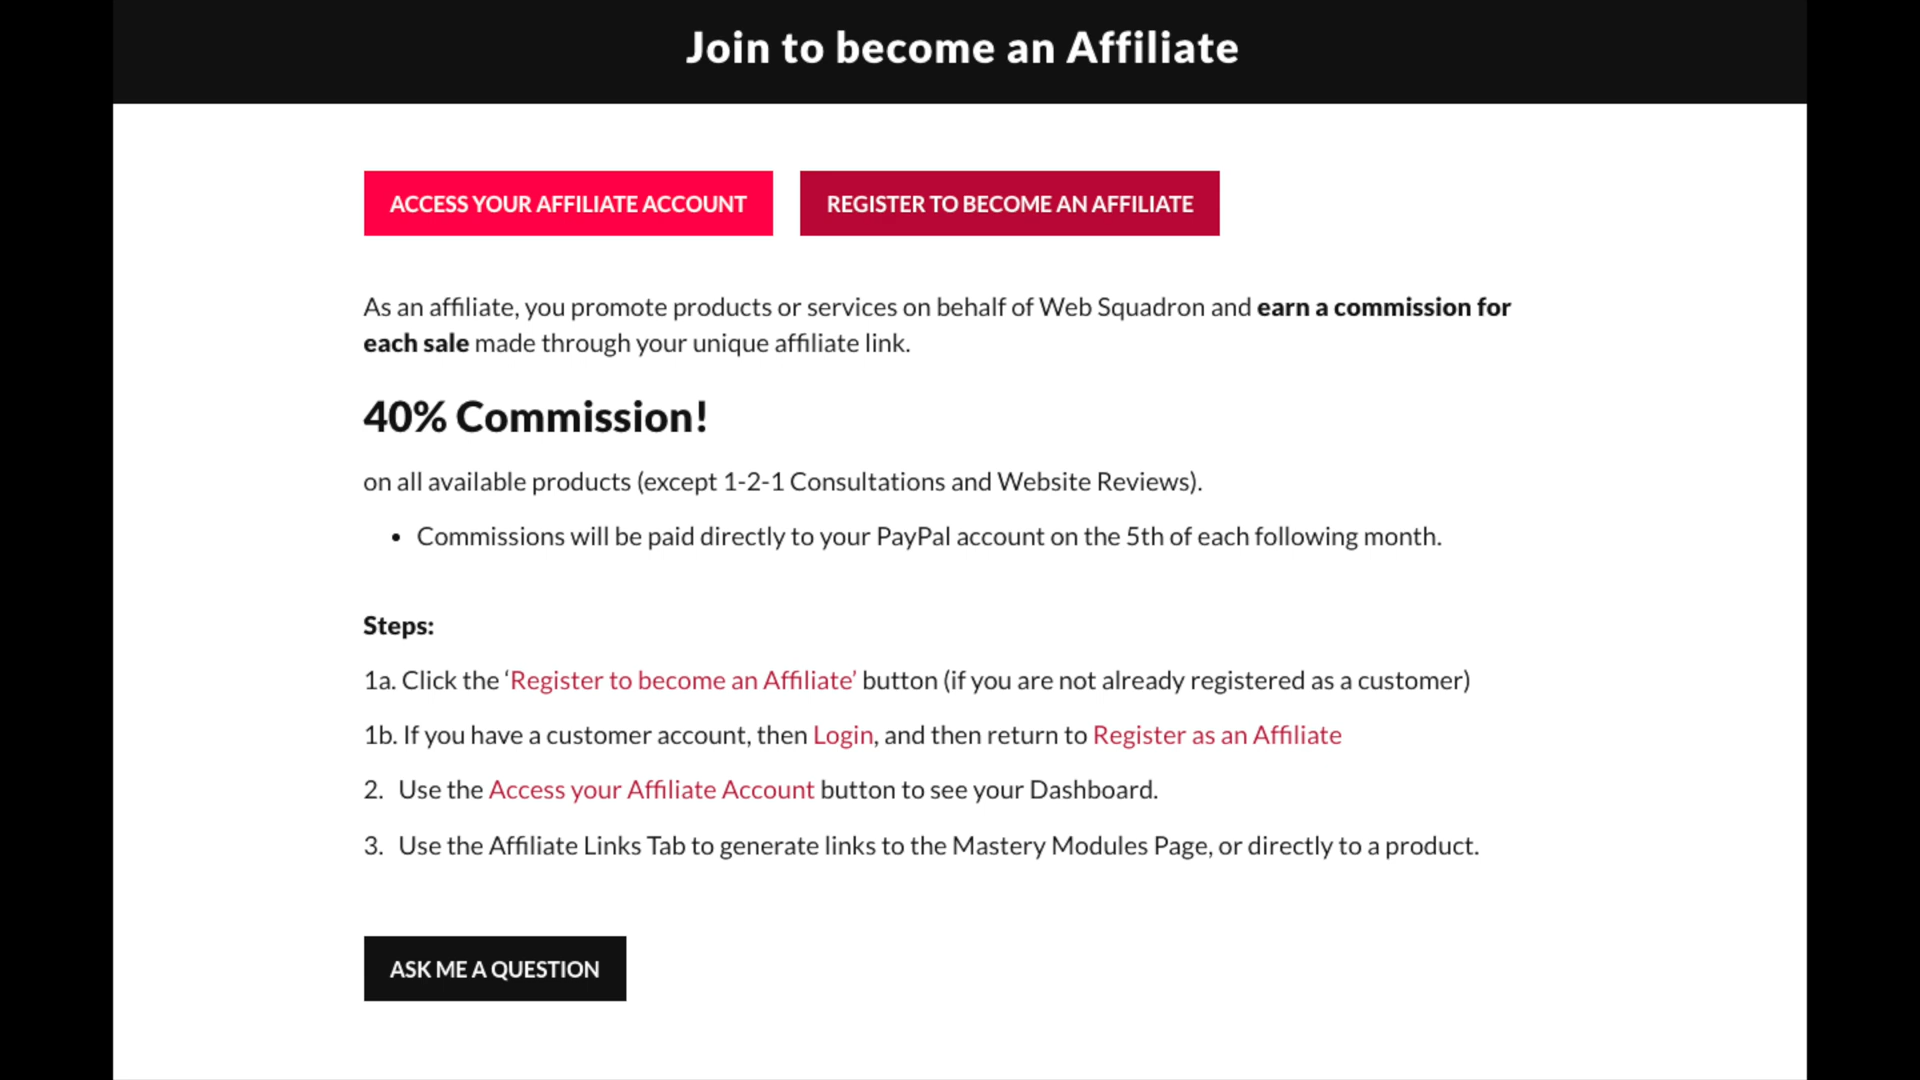 Join to become an Affiliate
ACCESS YOUR AFFILIATE ACCOUNT
REGISTER TO BECOME AN AFFILIATE
As an affiliate, you promote products or services on behalf of Web Squadron and earn a commission for
each sale made through your unique affiliate link.
40% Commission!
on all available products (except 1-2-1 Consultations and Website Reviews).
• Commissions will be paid directly to your PayPal account on the 5th of each following month.
Steps:
1a. Click the ‘Register to become an Affiliate’ button (if you are not already registered as a customer)
1b. If you have a customer account, then Login, and then return to Register as an Affiliate
2. Use the Access your Affiliate Account button to see your Dashboard.
3. Use the Affiliate Links Tab to generate links to the Mastery Modules Page, or directly to a product.
ASK ME A QUESTION